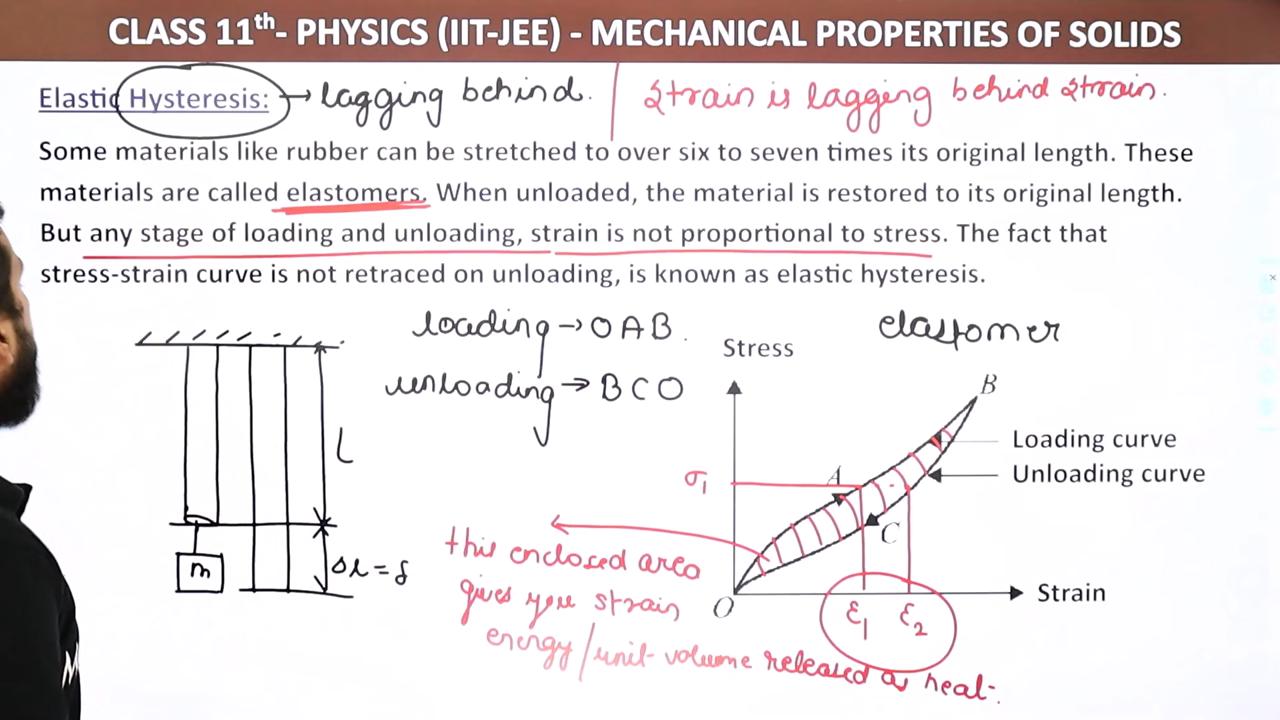 CLASS 11th- PHYSICS (IIT-JEE) - MECHANICAL PROPERTIES OF SOLIDS
Elastic Hysteresis: → lagging behind. | strain is lagging behind strain.
Some materials like rubber can be stretched to over six to seven times its original length. These
materials are called elastomers. When unloaded, the material is restored to its original length.
But any stage of loading and unloading, strain is not proportional to stress. The fact that
stress-strain curve is not retraced on unloading, is known as elastic hysteresis.
loading → OAB.
unloading → BCO
elastomer
Stress
B
Loading curve
Unloading curve
A
σ1
C
O
Strain
ε1 ε2
L
m
Δl = δ
this enclosed area
gives you strain
energy/unit-volume released as heat.
M